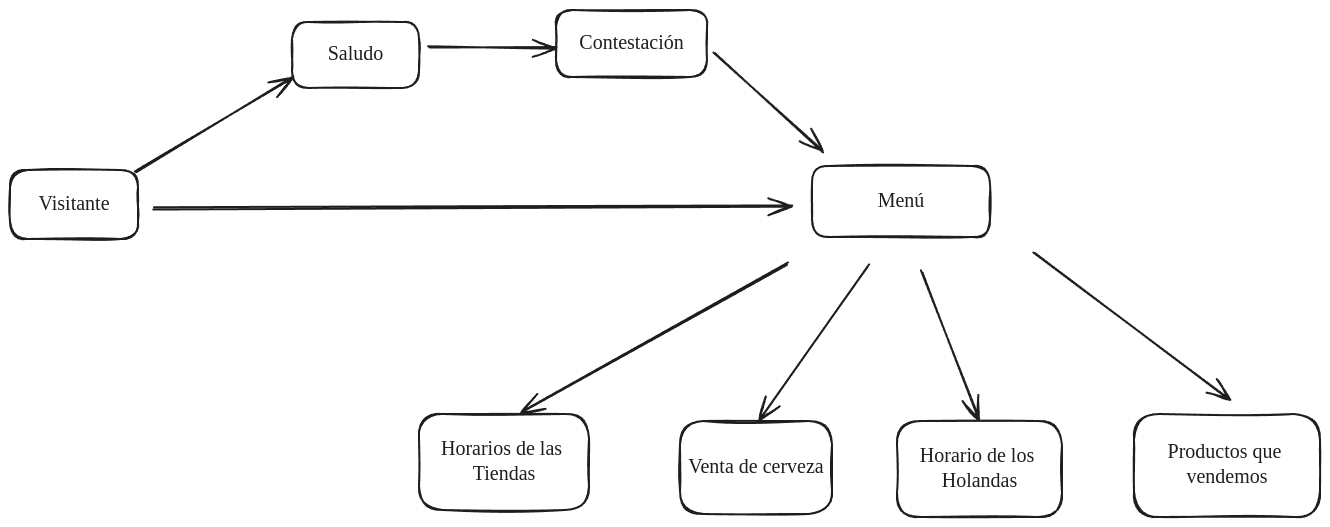 Saludo
Contestación
Visitante
Menú
Horarios de las
Tiendas
Venta de cerveza
Horario de los
Holandas
Productos que
vendemos